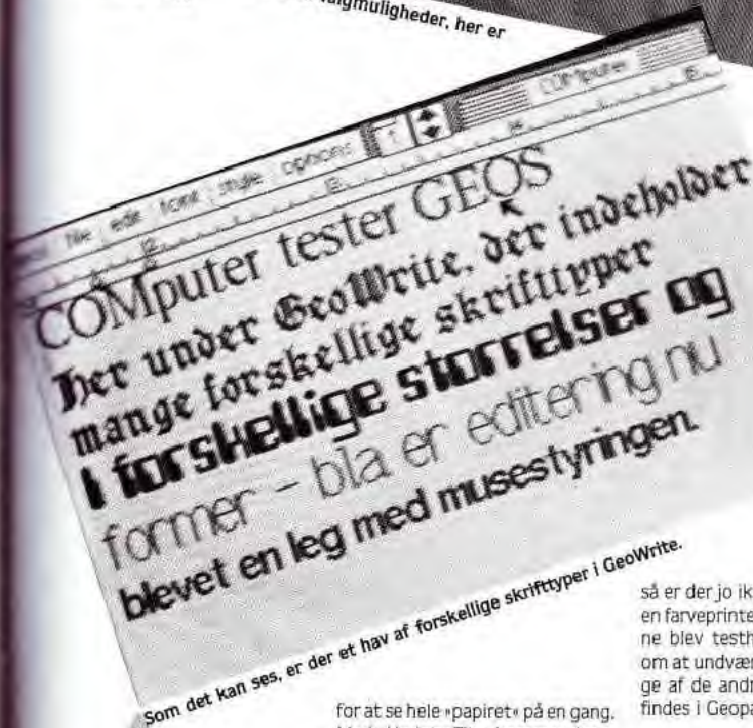 gmuligheder, her er
file edit font style options 1 COMputer
COMputer tester GEOS
Her under GeoWrite, der indeholder
mange forskellige skrifttyper
I forskellige storrelser og
former - bla er editering nu
blevet en leg med musestyringen.
Som det kan ses, er der et hav af forskellige skrifttyper i GeoWrite.
for at se hele »papiret« på en gang.
så er der jo ik
en farveprinte
ne blev testh
om at undvær
ge af de andr
findes i Geopa